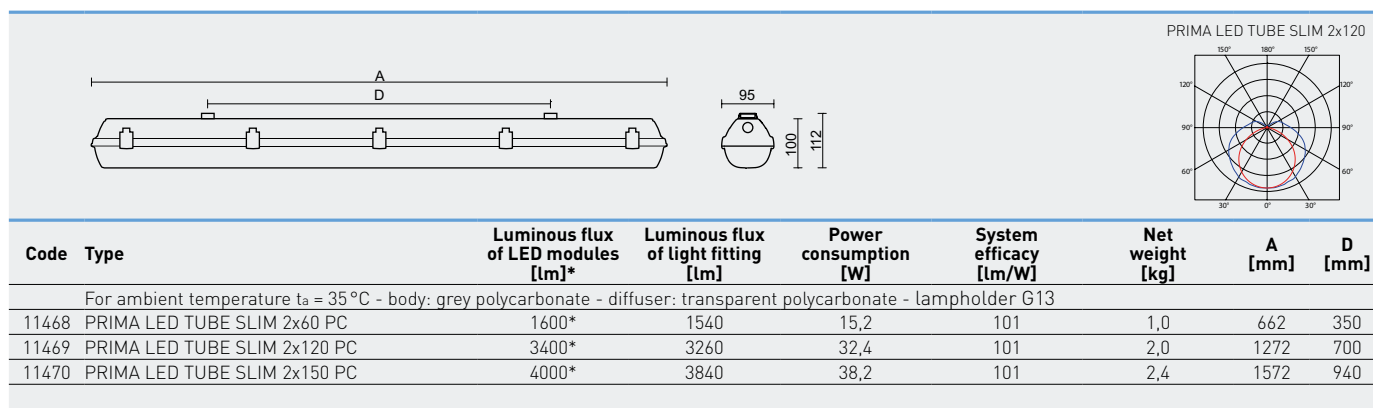 PRIMA LED TUBE SLIM 2x120
150° 180° 150°
120° 120°
90° 90°
60° 60°
30° 0° 30°
A
D
95
100
112
Code Type Luminous flux of LED modules [lm]* Luminous flux of light fitting [lm] Power consumption [W] System efficacy [lm/W] Net weight [kg] A [mm] D [mm]
For ambient temperature ta = 35°C - body: grey polycarbonate - diffuser: transparent polycarbonate - lampholder G13
11468 PRIMA LED TUBE SLIM 2x60 PC 1600* 1540 15,2 101 1,0 662 350
11469 PRIMA LED TUBE SLIM 2x120 PC 3400* 3260 32,4 101 2,0 1272 700
11470 PRIMA LED TUBE SLIM 2x150 PC 4000* 3840 38,2 101 2,4 1572 940